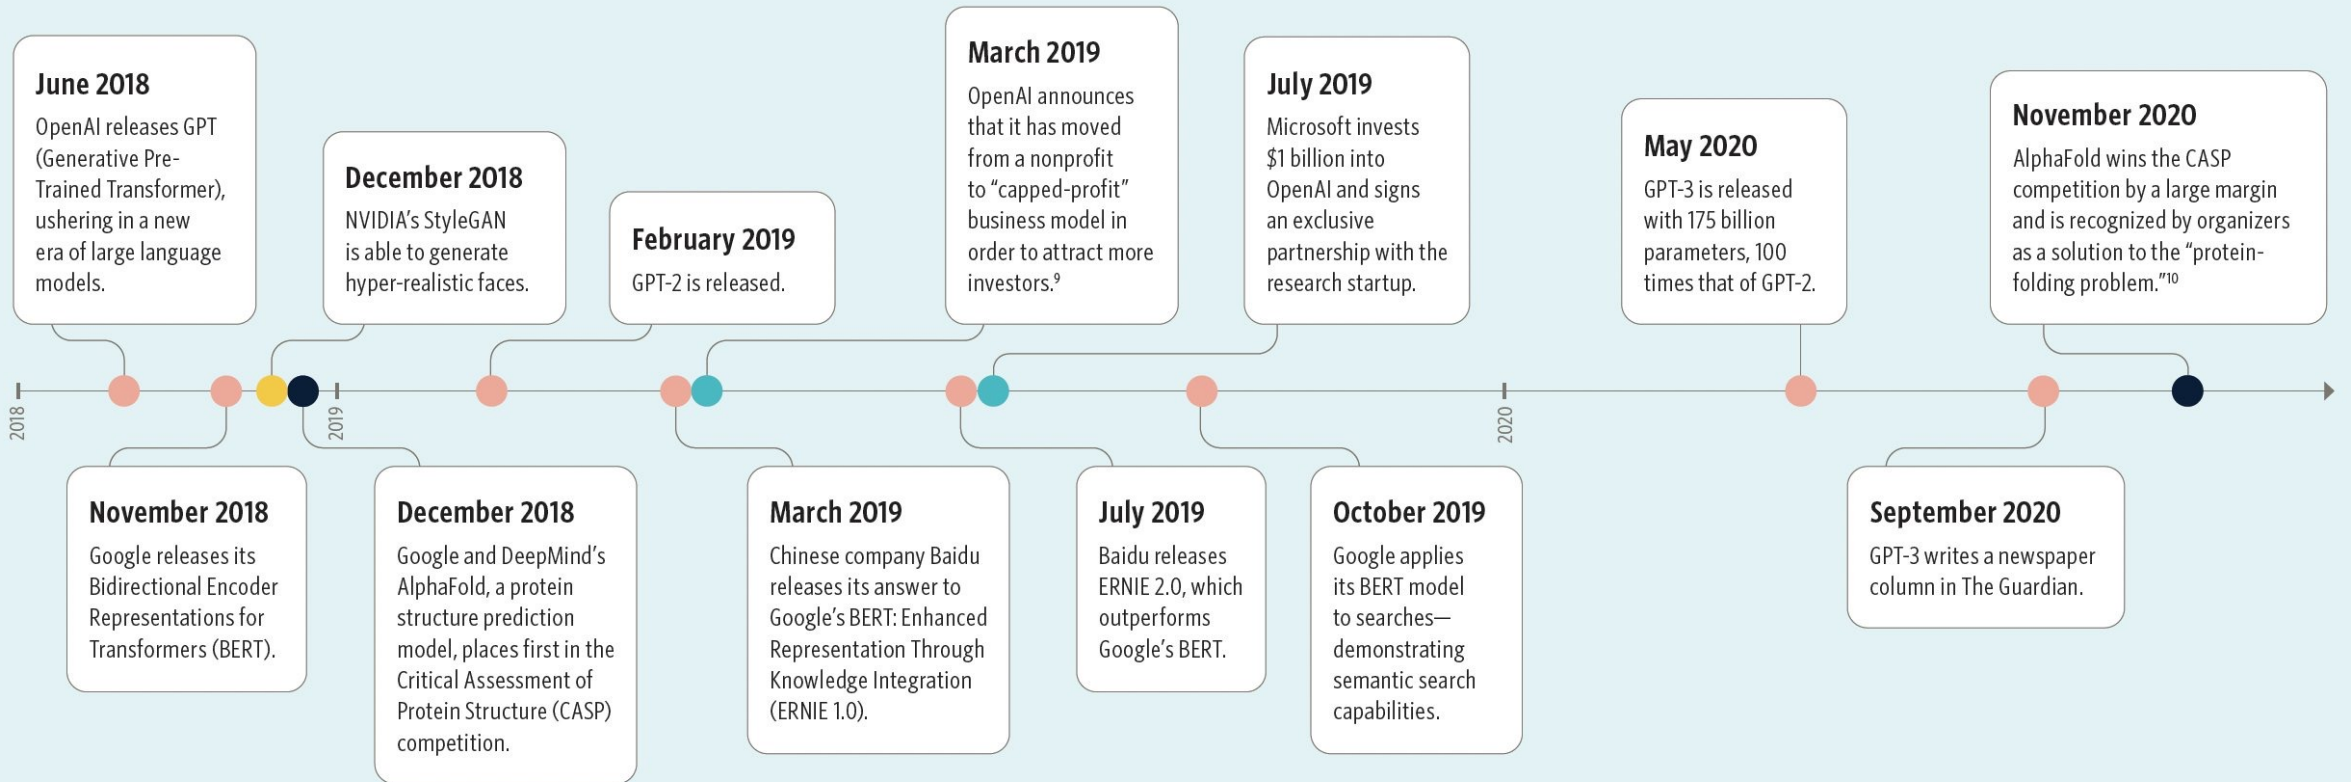 June 2018
OpenAI releases GPT
(Generative Pre-
Trained Transformer),
ushering in a new
era of large language
models.
December 2018
NVIDIA’s StyleGAN
is able to generate
hyper-realistic faces.
February 2019
GPT-2 is released.
March 2019
OpenAI announces
that it has moved
from a nonprofit
to “capped-profit”
business model in
order to attract more
investors.⁹
July 2019
Microsoft invests
$1 billion into
OpenAI and signs
an exclusive
partnership with the
research startup.
May 2020
GPT-3 is released
with 175 billion
parameters, 100
times that of GPT-2.
November 2020
AlphaFold wins the CASP
competition by a large margin
and is recognized by organizers
as a solution to the “protein-
folding problem.”¹⁰
2018
2019
2020
November 2018
Google releases its
Bidirectional Encoder
Representations for
Transformers (BERT).
December 2018
Google and DeepMind’s
AlphaFold, a protein
structure prediction
model, places first in the
Critical Assessment of
Protein Structure (CASP)
competition.
March 2019
Chinese company Baidu
releases its answer to
Google’s BERT: Enhanced
Representation Through
Knowledge Integration
(ERNIE 1.0).
July 2019
Baidu releases
ERNIE 2.0, which
outperforms
Google’s BERT.
October 2019
Google applies
its BERT model
to searches—
demonstrating
semantic search
capabilities.
September 2020
GPT-3 writes a newspaper
column in The Guardian.